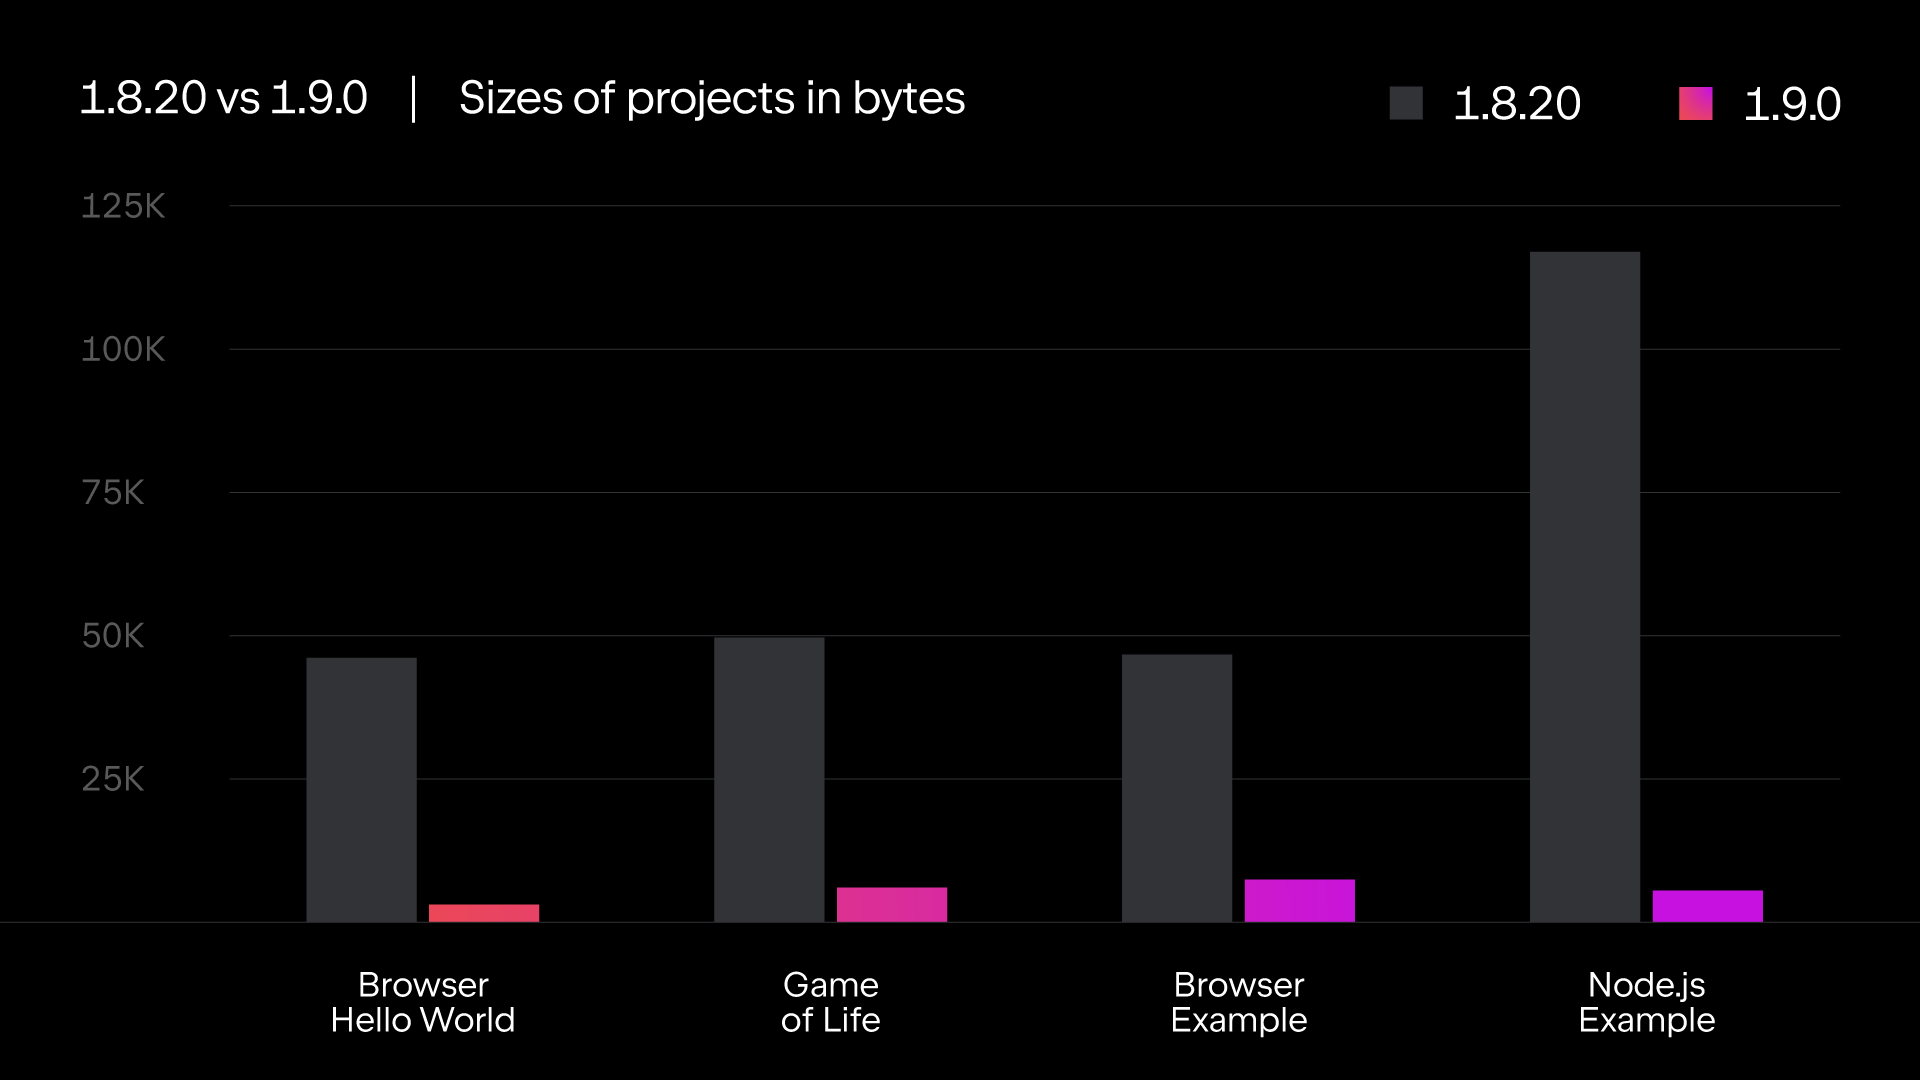 1.8.20 vs 1.9.0 | Sizes of projects in bytes
1.8.20
1.9.0
125K
100K
75K
50K
25K
Browser
Hello World
Game
of Life
Browser
Example
Node.js
Example